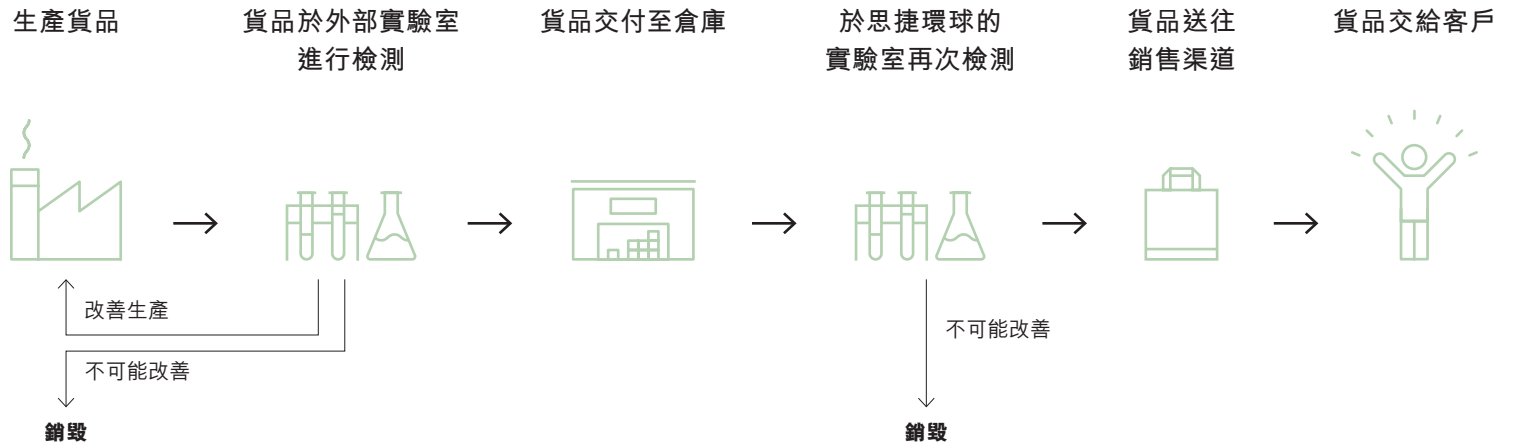 生產貨品
貨品於外部實驗室
進行檢測
貨品交付至倉庫
於思捷環球的
實驗室再次檢測
貨品送往
銷售渠道
貨品交給客戶
改善生產
不可能改善
銷毀
不可能改善
銷毀